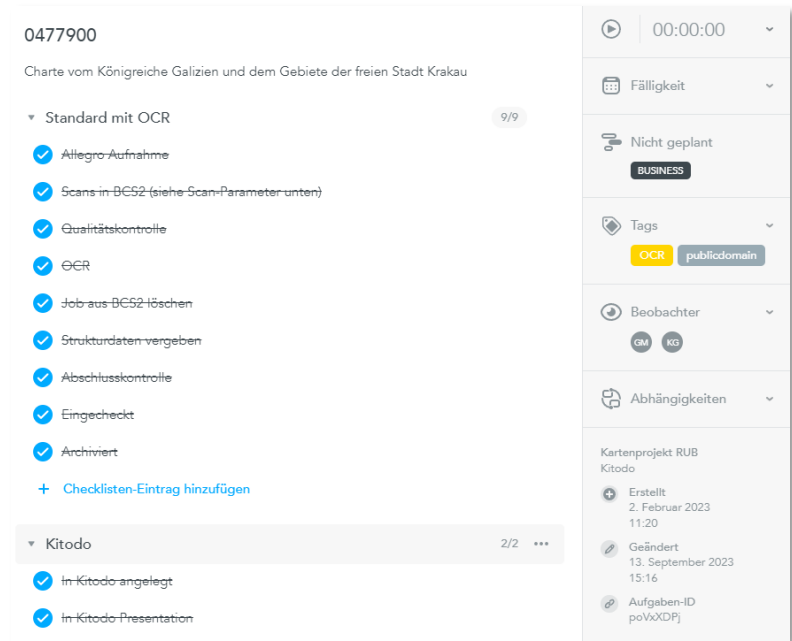 0477900
Charte vom Königreiche Galizien und dem Gebiete der freien Stadt Krakau
Standard mit OCR 9/9
Allegro Aufnahme
Scans in BCS2 (siehe Scan-Parameter unten)
Qualitätskontrolle
OCR
Job aus BCS2 löschen
Strukturdaten vergeben
Abschlusskontrolle
Eingecheckt
Archiviert
+ Checklisten-Eintrag hinzufügen
Kitodo 2/2 •••
In Kitodo angelegt
In Kitodo Presentation
00:00:00
Fälligkeit
Nicht geplant
BUSINESS
Tags
OCR publicdomain
Beobachter
GM KG
Abhängigkeiten
Kartenprojekt RUB
Kitodo
Erstellt
2. Februar 2023
11:20
Geändert
13. September 2023
15:16
Aufgaben-ID
poVxXDPj